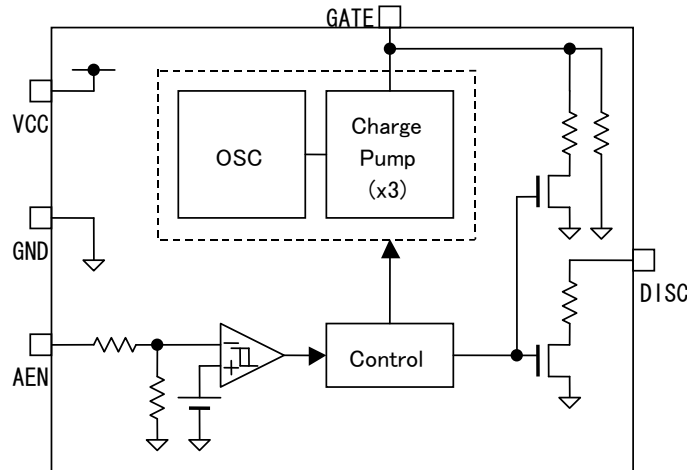 GATE
VCC
OSC
Charge
Pump
(x3)
GND
DISC
AEN
−
+
Control